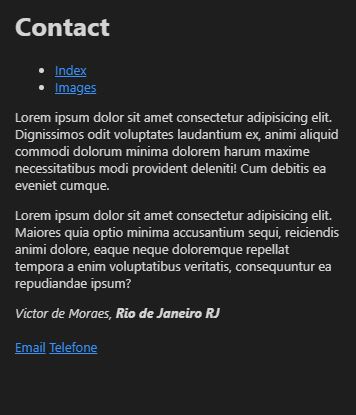 Contact
Index
Images
Lorem ipsum dolor sit amet consectetur adipisicing elit.
Dignissimos odit voluptates laudantium ex, animi aliquid
commodi dolorum minima dolorem harum maxime
necessitatibus modi provident deleniti! Cum debitis ea
eveniet cumque.
Lorem ipsum dolor sit amet consectetur adipisicing elit.
Maiores quia optio minima accusantium sequi, reiciendis
animi dolore, eaque neque doloremque repellat
tempora a enim voluptatibus veritatis, consequuntur ea
repudiandae ipsum?
Victor de Moraes, Rio de Janeiro RJ
Email Telefone